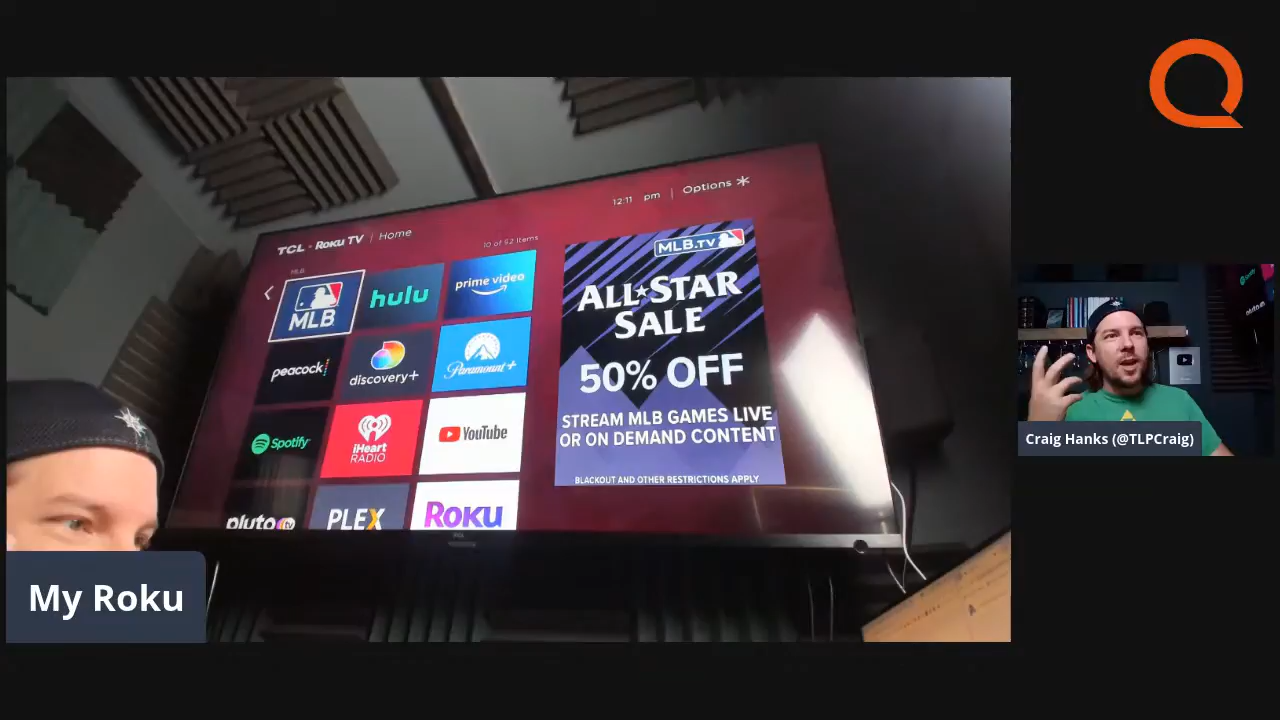 12:11 pm | Options
TCL • Roku TV | Home
10 of 52 items
MLB
MLB
hulu
prime video
peacock
discovery+
Paramount+
Spotify
iHeart
RADIO
YouTube
pluto tv
PLEX
Roku
MLB.TV
ALL★STAR
SALE
50% OFF
STREAM MLB GAMES LIVE
OR ON DEMAND CONTENT
BLACKOUT AND OTHER RESTRICTIONS APPLY
TCL
My Roku
Craig Hanks (@TLPCraig)